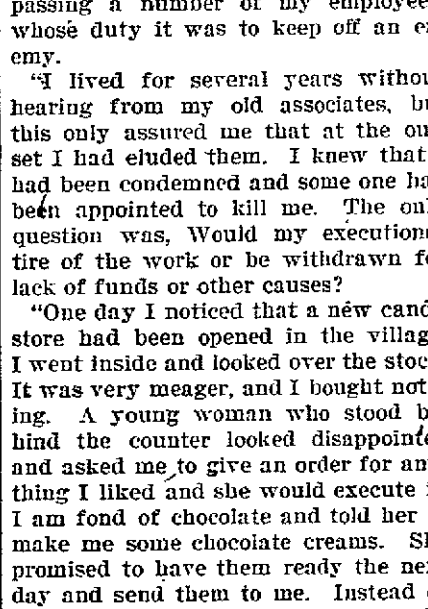 passing a number of my employee
whose duty it was to keep off an e
emy.
"I lived for several years withou
hearing from my old associates, bu
this only assured me that at the ou
set I had eluded them. I knew that
had been condemned and some one ha
been appointed to kill me. The onl
question was, Would my execution
tire of the work or be withdrawn fo
lack of funds or other causes?
"One day I noticed that a new cand
store had been opened in the villag
I went inside and looked over the stoc
It was very meager, and I bought not
ing. A young woman who stood b
hind the counter looked disappointe
and asked me to give an order for an
thing I liked and she would execute i
I am fond of chocolate and told her
make me some chocolate creams. Sh
promised to have them ready the ne
day and send them to me. Instead o